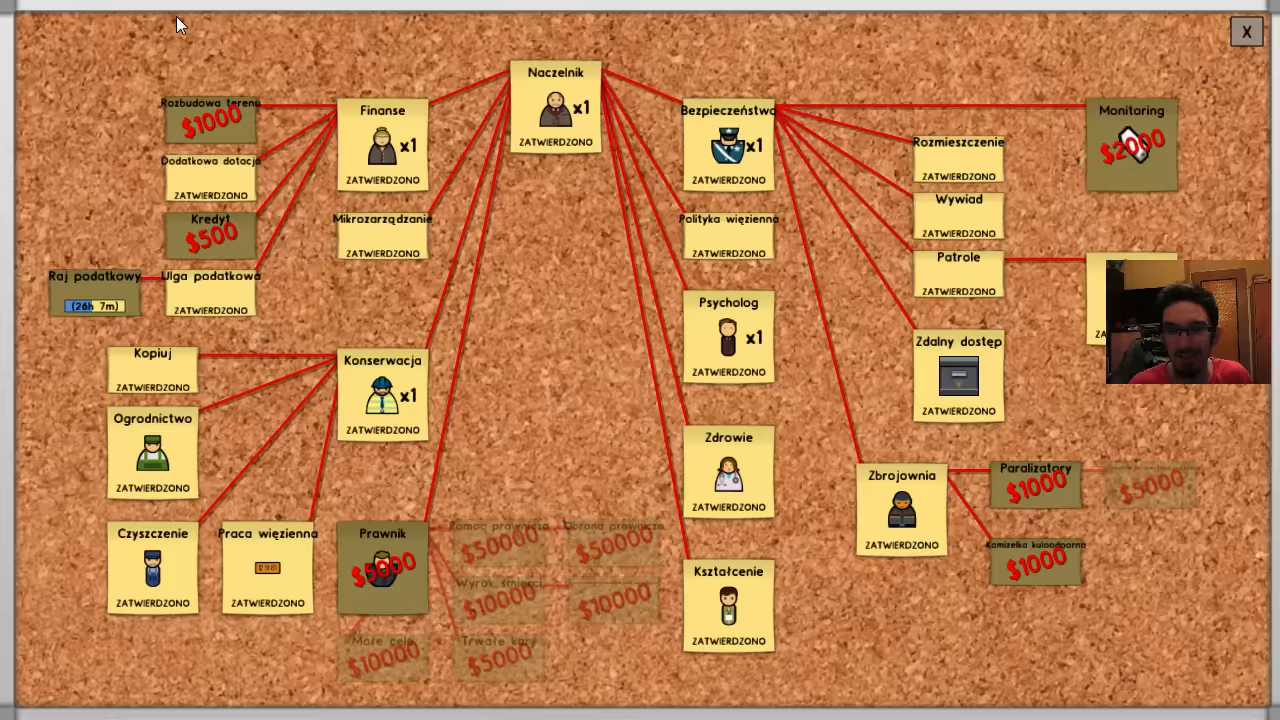 X
Naczelnik
x1
ZATWIERDZONO
Rozbudowa terenu
$1000
Dodatkowa dotacja
ZATWIERDZONO
Kredyt
$500
Raj podatkowy
(26h 7m)
Ulga podatkowa
ZATWIERDZONO
Finanse
x1
ZATWIERDZONO
Mikrozarządzanie
ZATWIERDZONO
Kopiuj
ZATWIERDZONO
Ogrodnictwo
ZATWIERDZONO
Konserwacja
x1
ZATWIERDZONO
Czyszczenie
ZATWIERDZONO
Praca więzienna
ZATWIERDZONO
Prawnik
$5000
Pomoc prawnicza
$50000
Obrona prawnicza
$50000
Wyrok śmierci
$10000
$10000
Małe cele
$10000
Trwałe kary
$5000
Bezpieczeństwo
x1
ZATWIERDZONO
Polityka więzienna
ZATWIERDZONO
Psycholog
x1
ZATWIERDZONO
Zdrowie
ZATWIERDZONO
Kształcenie
ZATWIERDZONO
Rozmieszczenie
ZATWIERDZONO
Wywiad
ZATWIERDZONO
Patrole
ZATWIERDZONO
Zdalny dostęp
ZATWIERDZONO
Monitoring
$2000
Zbrojownia
ZATWIERDZONO
Paralizatory
$1000
$5000
Kamizelka kuloodporna
$1000